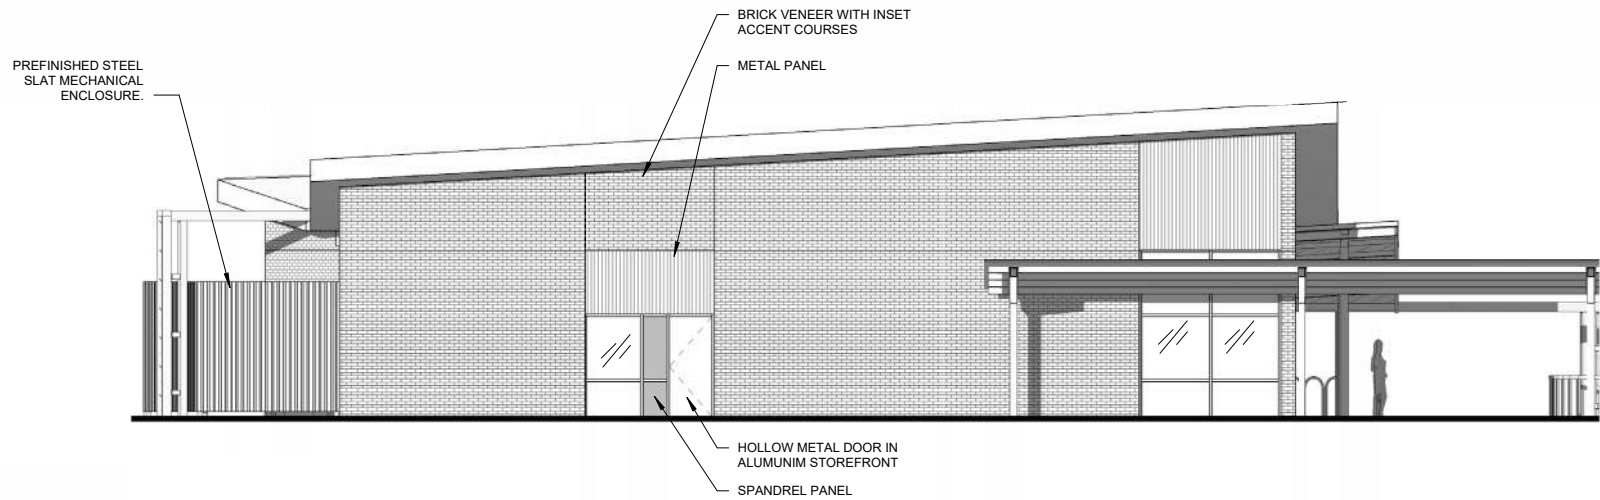 BRICK VENEER WITH INSET
ACCENT COURSES
PREFINISHED STEEL
SLAT MECHANICAL
ENCLOSURE.
METAL PANEL
HOLLOW METAL DOOR IN
ALUMUNIM STOREFRONT
SPANDREL PANEL